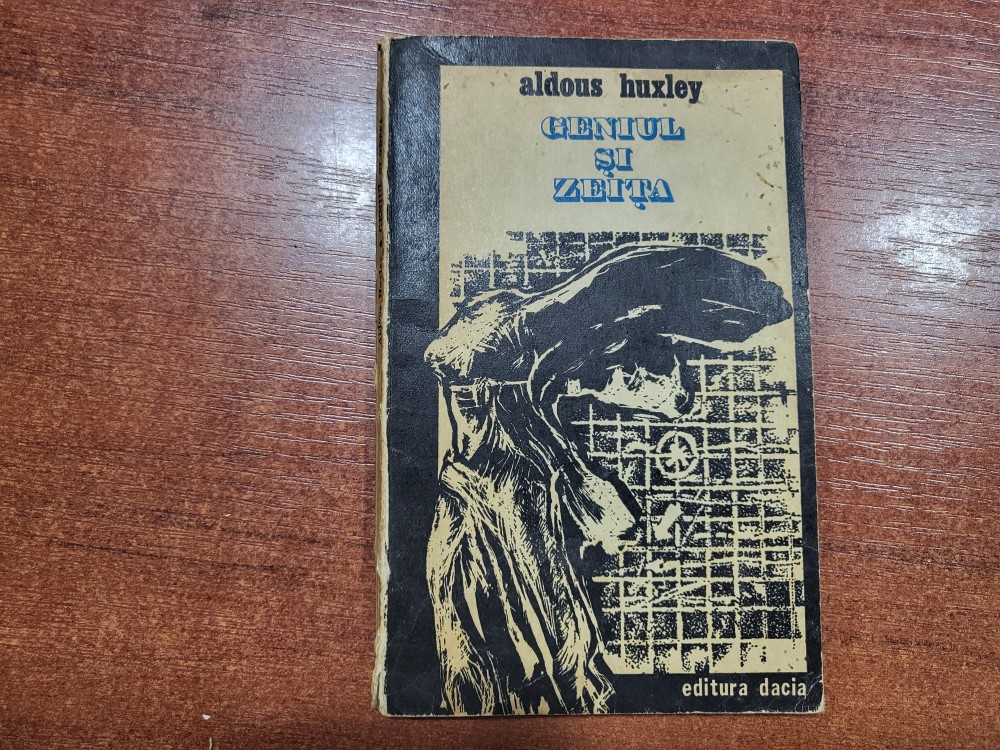 aldous huxley
GENIUL
ȘI
ZEIȚA
editura dacia